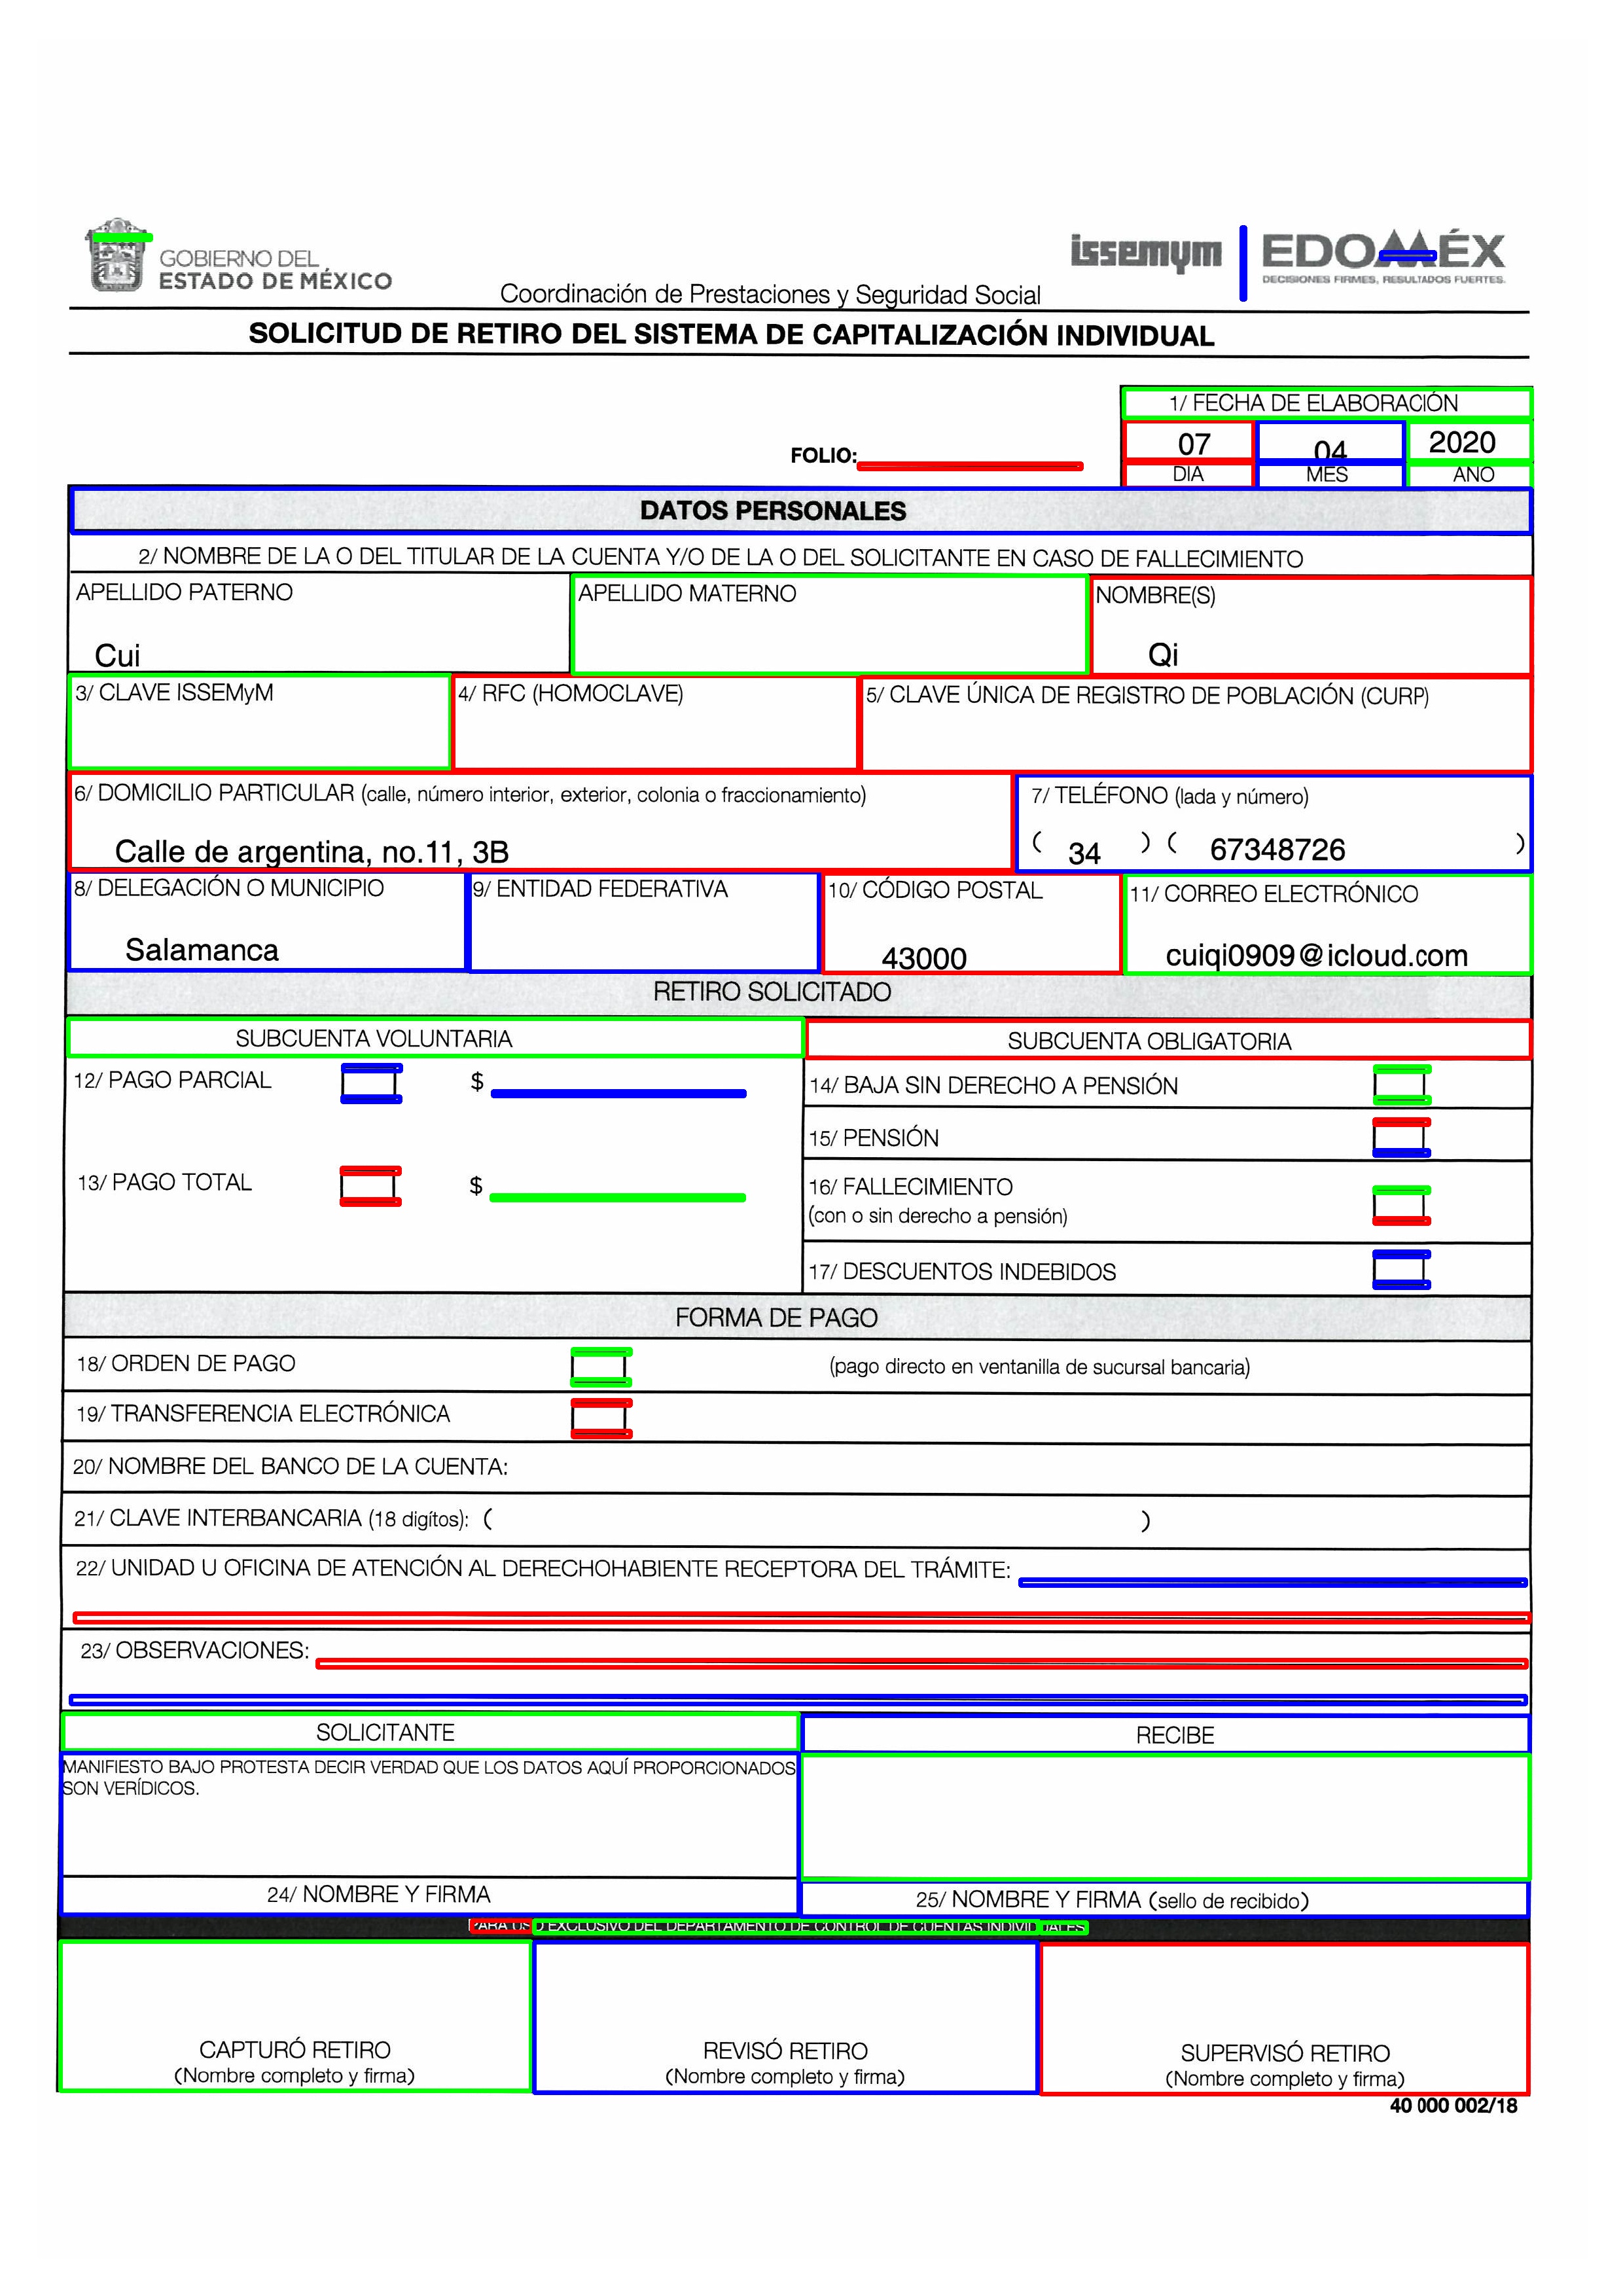 GOBIERNO DEL
ESTADO DE MÉXICO
issemym
EDOMÉX
DECISIONES FIRMES, RESULTADOS FUERTES.
Coordinación de Prestaciones y Seguridad Social
SOLICITUD DE RETIRO DEL SISTEMA DE CAPITALIZACIÓN INDIVIDUAL
1/ FECHA DE ELABORACIÓN
FOLIO:
07 04 2020
DIA MES ANO
DATOS PERSONALES
2/ NOMBRE DE LA O DEL TITULAR DE LA CUENTA Y/O DE LA O DEL SOLICITANTE EN CASO DE FALLECIMIENTO
APELLIDO PATERNO APELLIDO MATERNO NOMBRE(S)
Cui Qi
3/ CLAVE ISSEMyM 4/ RFC (HOMOCLAVE) 5/ CLAVE ÚNICA DE REGISTRO DE POBLACIÓN (CURP)
6/ DOMICILIO PARTICULAR (calle, número interior, exterior, colonia o fraccionamiento) 7/ TELÉFONO (lada y número)
Calle de argentina, no.11, 3B ( 34 ) ( 67348726 )
8/ DELEGACIÓN O MUNICIPIO 9/ ENTIDAD FEDERATIVA 10/ CÓDIGO POSTAL 11/ CORREO ELECTRÓNICO
Salamanca 43000 cuiqi0909@icloud.com
RETIRO SOLICITADO
SUBCUENTA VOLUNTARIA SUBCUENTA OBLIGATORIA
12/ PAGO PARCIAL $ 14/ BAJA SIN DERECHO A PENSIÓN
15/ PENSIÓN
13/ PAGO TOTAL $ 16/ FALLECIMIENTO
(con o sin derecho a pensión)
17/ DESCUENTOS INDEBIDOS
FORMA DE PAGO
18/ ORDEN DE PAGO (pago directo en ventanilla de sucursal bancaria)
19/ TRANSFERENCIA ELECTRÓNICA
20/ NOMBRE DEL BANCO DE LA CUENTA:
21/ CLAVE INTERBANCARIA (18 digítos): ( )
22/ UNIDAD U OFICINA DE ATENCIÓN AL DERECHOHABIENTE RECEPTORA DEL TRÁMITE:
23/ OBSERVACIONES:
SOLICITANTE RECIBE
MANIFIESTO BAJO PROTESTA DECIR VERDAD QUE LOS DATOS AQUÍ PROPORCIONADOS
SON VERÍDICOS.
24/ NOMBRE Y FIRMA 25/ NOMBRE Y FIRMA (sello de recibido)
PARA USO EXCLUSIVO DEL DEPARTAMENTO DE CONTROL DE CUENTAS INDIVIDUALES
CAPTURÓ RETIRO REVISÓ RETIRO SUPERVISÓ RETIRO
(Nombre completo y firma) (Nombre completo y firma) (Nombre completo y firma)
40 000 002/18